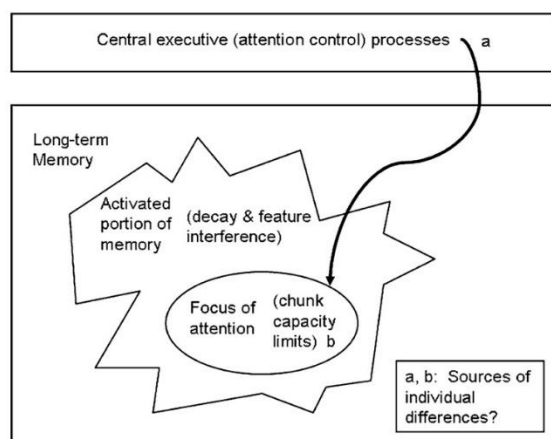 Central executive (attention control) processes a
Long-term
Memory
Activated
portion of
memory
(decay & feature
interference)
Focus of
attention
(chunk
capacity
limits) b
a, b: Sources of
individual
differences?